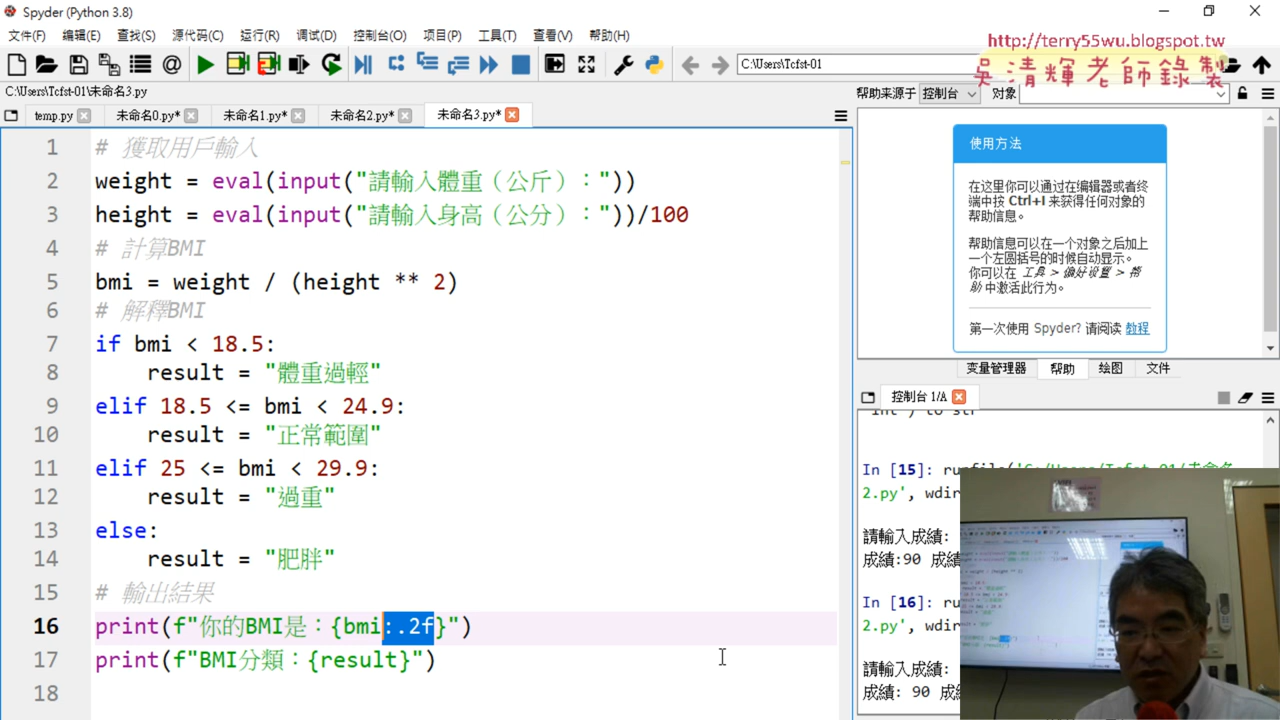 Spyder (Python 3.8)
文件(F) 编辑(E) 查找(S) 源代码(C) 运行(R) 调试(D) 控制台(O) 项目(P) 工具(T) 查看(V) 帮助(H)
http://terry55wu.blogspot.tw
吳清輝老師錄製
C:\Users\Tcfst-01
C:\Users\Tcfst-01\未命名3.py
帮助来源于 控制台 对象
temp.py 未命名0.py* 未命名1.py* 未命名2.py* 未命名3.py*
1 # 獲取用戶輸入
2 weight = eval(input("請輸入體重（公斤）："))
3 height = eval(input("請輸入身高（公分）："))/100
4 # 計算BMI
5 bmi = weight / (height ** 2)
6 # 解釋BMI
7 if bmi < 18.5:
8 result = "體重過輕"
9 elif 18.5 <= bmi < 24.9:
10 result = "正常範圍"
11 elif 25 <= bmi < 29.9:
12 result = "過重"
13 else:
14 result = "肥胖"
15 # 輸出結果
16 print(f"你的BMI是：{bmi:.2f}")
17 print(f"BMI分類：{result}")
18
使用方法
在这里你可以通过在编辑器或者终
端中按 Ctrl+I 来获得任何对象的
帮助信息。
帮助信息可以在一个对象之后加上
一个左圆括号的时候自动显示。
你可以在 工具 > 偏好设置 > 帮
助 中激活此行为。
第一次使用 Spyder? 请阅读 教程
变量管理器 帮助 绘图 文件
控制台 1/A
int") to str
In [15]: runfile('C:/Users/Tcfst-01/未命名
2.py', wdir
請輸入成績:
成績:90 成績
In [16]: ru
2.py', wdir
請輸入成績:
成績: 90 成